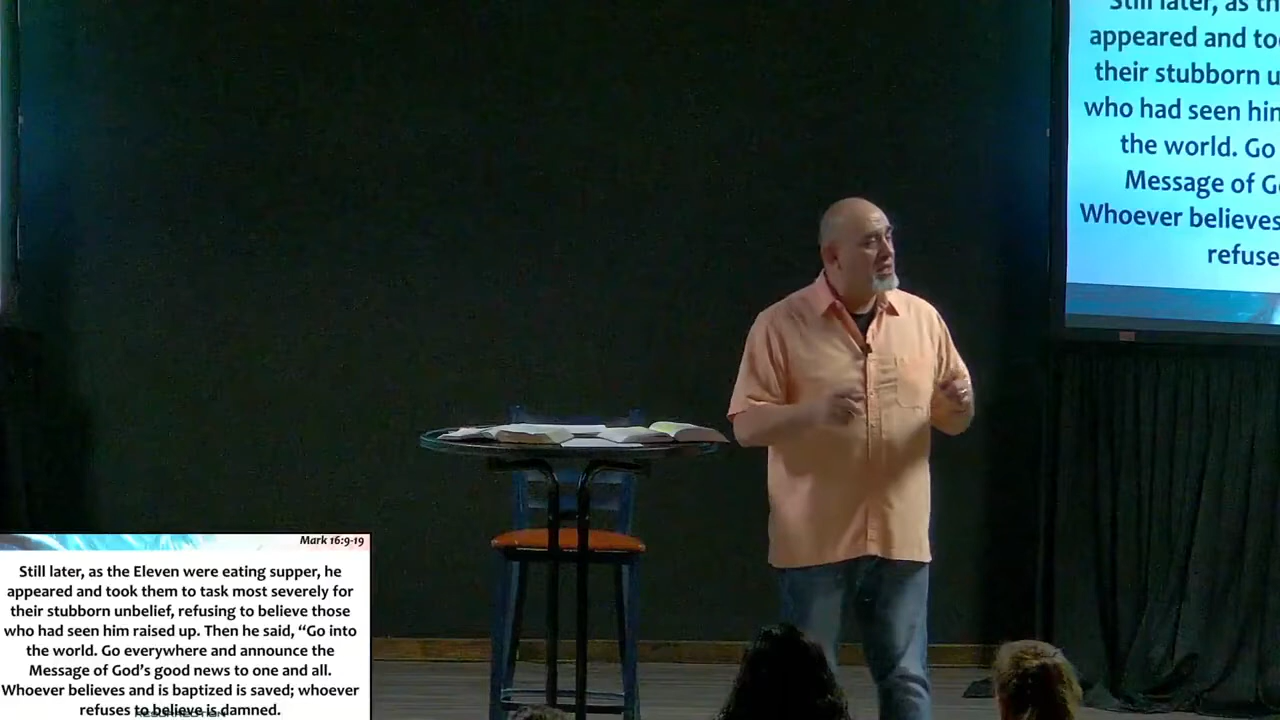 Still later, as th
appeared and to
their stubborn u
who had seen him
the world. Go
Message of Go
Whoever believes
refuse
Mark 16:9-19
Still later, as the Eleven were eating supper, he
appeared and took them to task most severely for
their stubborn unbelief, refusing to believe those
who had seen him raised up. Then he said, “Go into
the world. Go everywhere and announce the
Message of God’s good news to one and all.
Whoever believes and is baptized is saved; whoever
refuses to believe is damned.
RESURRECTION